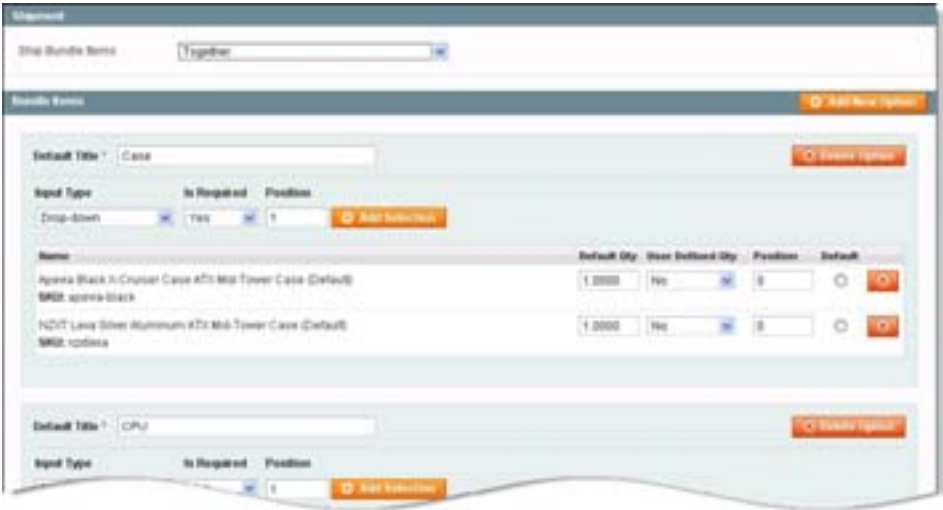 Shipment
Ship Bundle Items Together
Bundle Items Add New Option
Default Title * Case Delete Option
Input Type Is Required Position
Drop-down Yes 1 Add Selection
Name Default Qty User Defined Qty Position Default
Apevia Black X-Cruiser Case ATX Mid-Tower Case (Default) 1.0000 No 0
SKU: apevia-black
NZXT Lexa Silver Aluminum ATX Mid-Tower Case (Default) 1.0000 No 0
SKU: nzxtlexa
Default Title * CPU Delete Option
Input Type Is Required Position
1 Add Selection